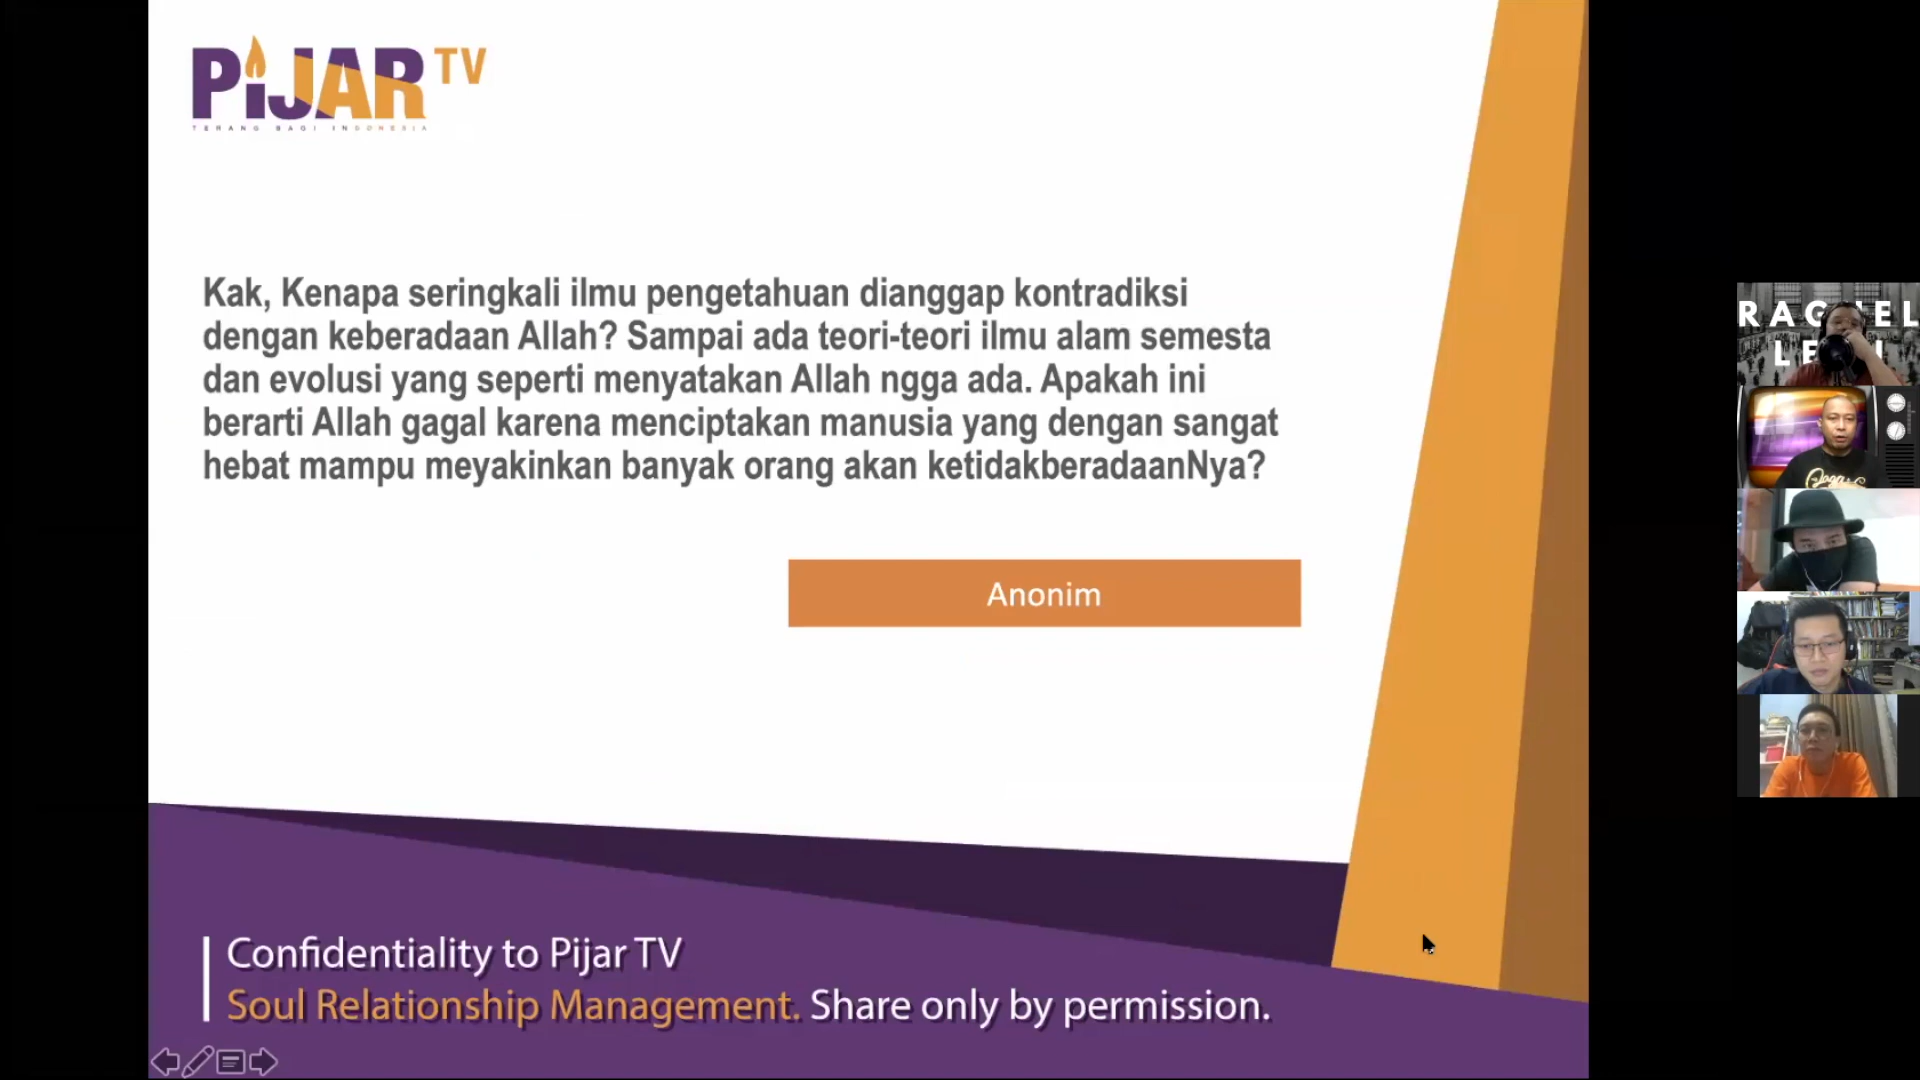 PiJAR TV
TERANG BAGI INDONESIA
Kak, Kenapa seringkali ilmu pengetahuan dianggap kontradiksi
dengan keberadaan Allah? Sampai ada teori-teori ilmu alam semesta
dan evolusi yang seperti menyatakan Allah ngga ada. Apakah ini
berarti Allah gagal karena menciptakan manusia yang dengan sangat
hebat mampu meyakinkan banyak orang akan ketidakberadaanNya?
Anonim
Confidentiality to Pijar TV
Soul Relationship Management. Share only by permission.